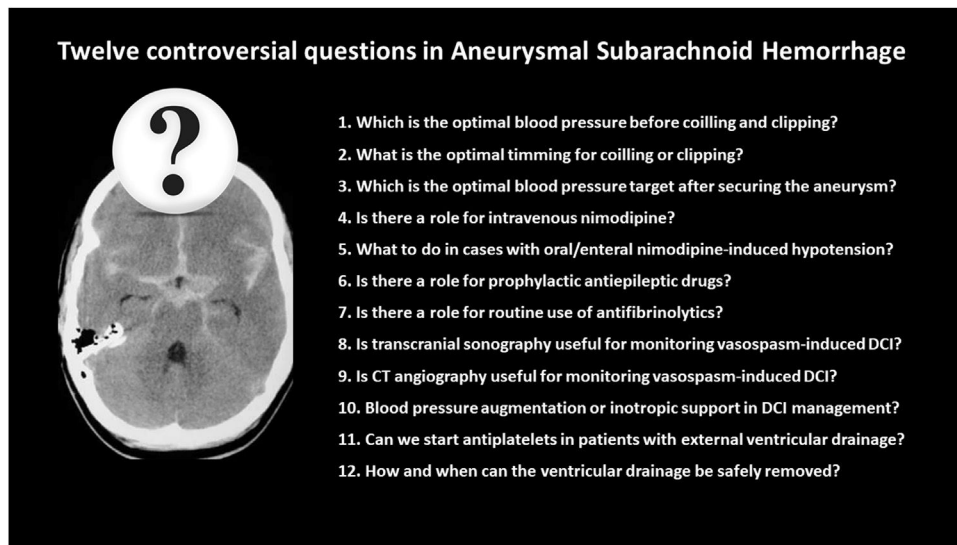 Twelve controversial questions in Aneurysmal Subarachnoid Hemorrhage
?
1. Which is the optimal blood pressure before coilling and clipping?
2. What is the optimal timming for coilling or clipping?
3. Which is the optimal blood pressure target after securing the aneurysm?
4. Is there a role for intravenous nimodipine?
5. What to do in cases with oral/enteral nimodipine-induced hypotension?
6. Is there a role for prophylactic antiepileptic drugs?
7. Is there a role for routine use of antifibrinolytics?
8. Is transcranial sonography useful for monitoring vasospasm-induced DCI?
9. Is CT angiography useful for monitoring vasospasm-induced DCI?
10. Blood pressure augmentation or inotropic support in DCI management?
11. Can we start antiplatelets in patients with external ventricular drainage?
12. How and when can the ventricular drainage be safely removed?